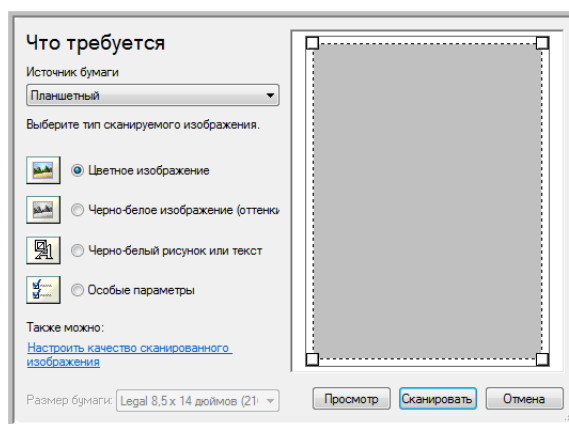 Что требуется
Источник бумаги
Планшетный
Выберите тип сканируемого изображения.
Цветное изображение
Черно-белое изображение (оттенки
Черно-белый рисунок или текст
Особые параметры
Также можно:
Настроить качество сканированного
изображения
Размер бумаги: Legal 8,5 x 14 дюймов (21
Просмотр Сканировать Отмена